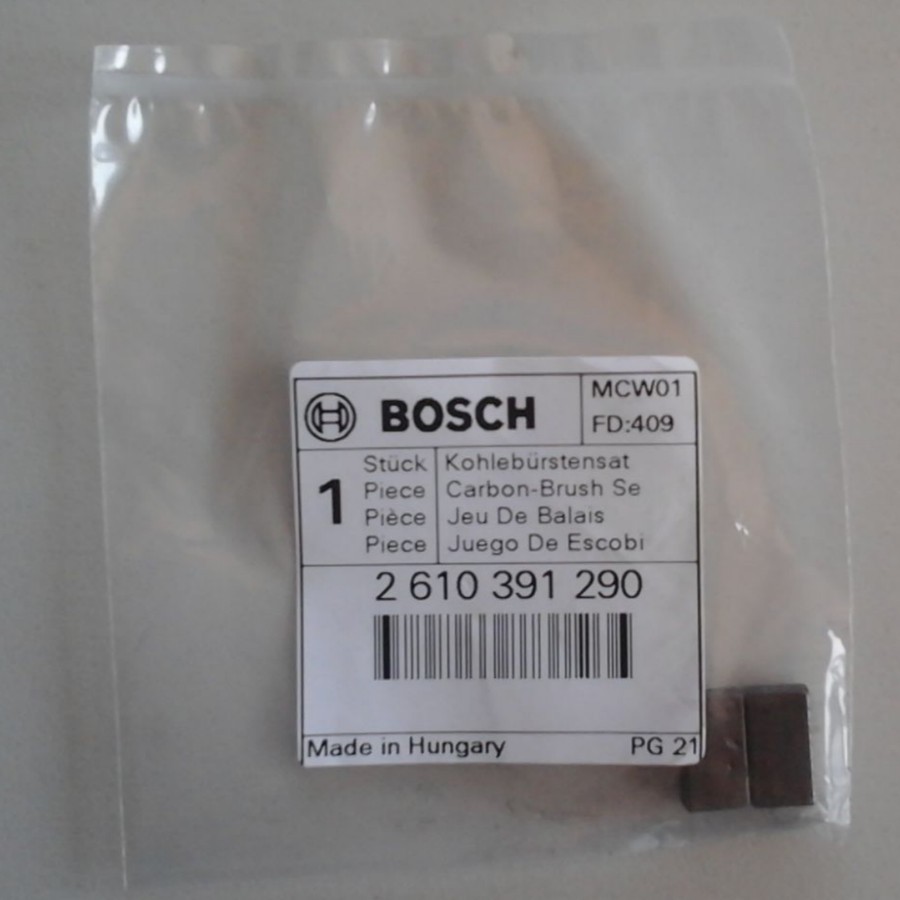 BOSCH
MCW01
FD:409
1
Stück
Piece
Pièce
Piece
Kohlebürstensat
Carbon-Brush Se
Jeu De Balais
Juego De Escobi
2 610 391 290
Made in Hungary
PG 21